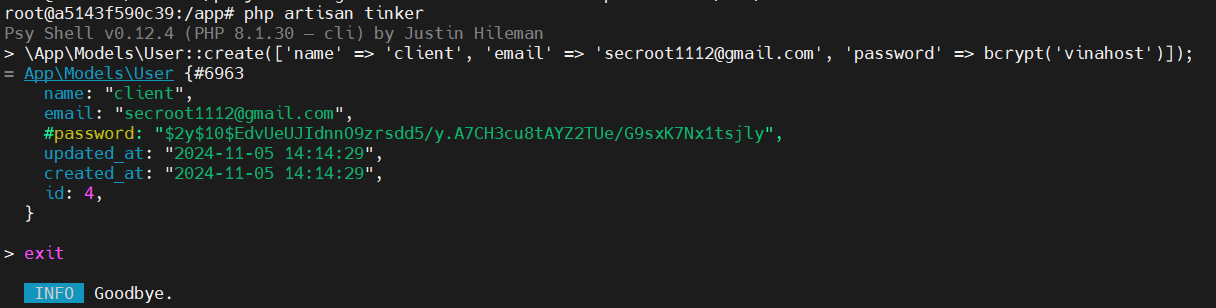 root@a5143f590c39:/app# php artisan tinker
Psy Shell v0.12.4 (PHP 8.1.30 — cli) by Justin Hileman
> \App\Models\User::create(['name' => 'client', 'email' => 'secroot1112@gmail.com', 'password' => bcrypt('vinahost')]);
= App\Models\User {#6963
name: "client",
email: "secroot1112@gmail.com",
#password: "$2y$10$EdvUeUJIdnnO9zrsdd5/y.A7CH3cu8tAYZ2TUe/G9sxK7Nx1tsjly",
updated_at: "2024-11-05 14:14:29",
created_at: "2024-11-05 14:14:29",
id: 4,
}
> exit
INFO Goodbye.